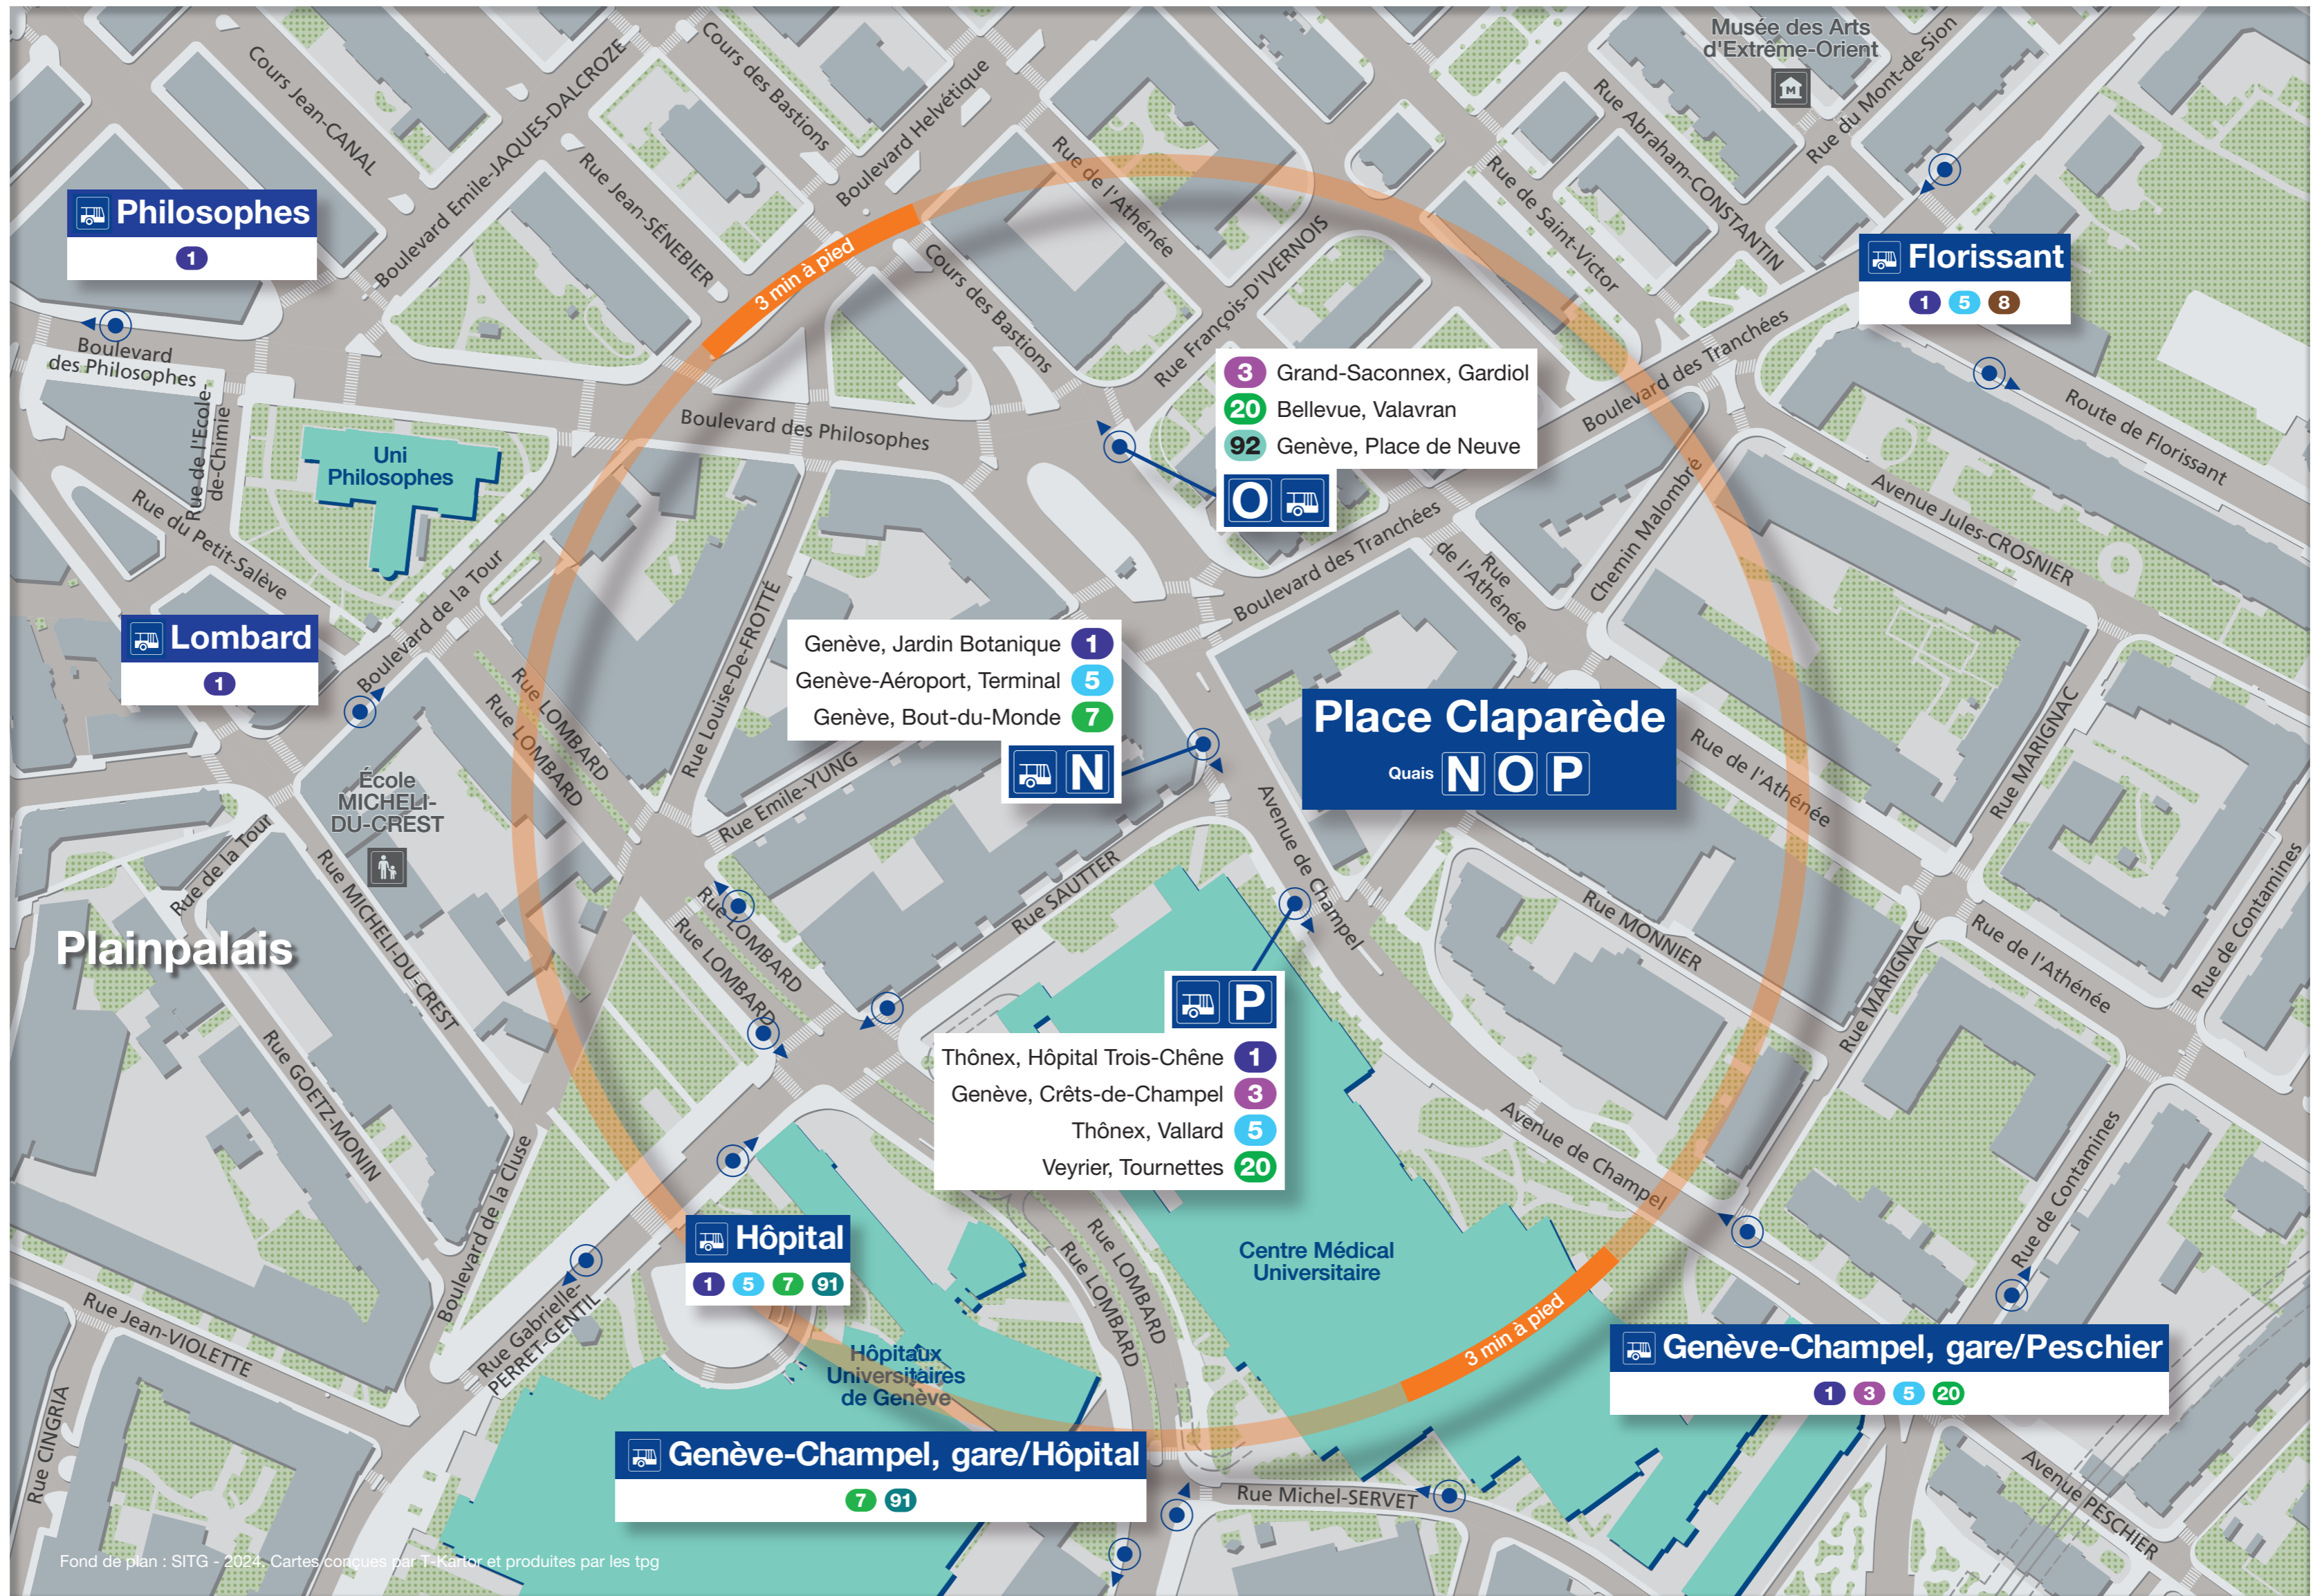 Musée des Arts
d'Extrême-Orient
M
Cours Jean-CANAL
Boulevard Emile-JAQUES-DALCROZE
Cours des Bastions
Boulevard Helvétique
Rue Jean-SÉNEBIER
Rue de l'Athénée
Rue Abraham-CONSTANTIN
Rue du Mont-de-Sion
Rue de Saint-Victor
Philosophes
1
3 min à pied
Cours des Bastions
Rue François-D'IVERNOIS
Florissant
1 5 8
Boulevard
des Philosophes
Boulevard des Philosophes
Boulevard des Tranchées
Route de Florissant
3 Grand-Saconnex, Gardiol
20 Bellevue, Valavran
92 Genève, Place de Neuve
O
Rue de l'Ecole-
de-Chimie
Uni
Philosophes
Rue du Petit-Salève
Boulevard de la Tour
Boulevard des Tranchées
Rue
de l'Athénée
Chemin Malombré
Avenue Jules-CROSNIER
Lombard
1
Rue LOMBARD
Rue LOMBARD
Rue Louise-De-FROTTÉ
Genève, Jardin Botanique 1
Genève-Aéroport, Terminal 5
Genève, Bout-du-Monde 7
N
Place Claparède
Quais N O P
Rue de l'Athénée
Rue MARIGNAC
École
MICHELI-
DU-CREST
Rue Emile-YUNG
Avenue de Champel
Rue de la Tour
Rue MICHELI-DU-CREST
Rue SAUTTER
Rue LOMBARD
Rue LOMBARD
Rue MONNIER
Rue MARIGNAC
Rue de l'Athénée
Rue de Contamines
Plainpalais
P
Thônex, Hôpital Trois-Chêne 1
Genève, Crêts-de-Champel 3
Thônex, Vallard 5
Veyrier, Tournettes 20
Rue GOETZ-MONIN
Boulevard de la Cluse
Avenue de Champel
Rue de Contamines
Hôpital
1 5 7 91
Rue LOMBARD
Rue LOMBARD
Centre Médical
Universitaire
Rue Gabrielle-
PERRET-GENTIL
Rue Jean-VIOLETTE
Rue CINGRIA
Hôpitaux
Universitaires
de Genève
3 min à pied
Genève-Champel, gare/Peschier
1 3 5 20
Genève-Champel, gare/Hôpital
7 91
Rue Michel-SERVET
Avenue PESCHIER
Fond de plan : SITG - 2024. Cartes conçues par T-Kartor et produites par les tpg